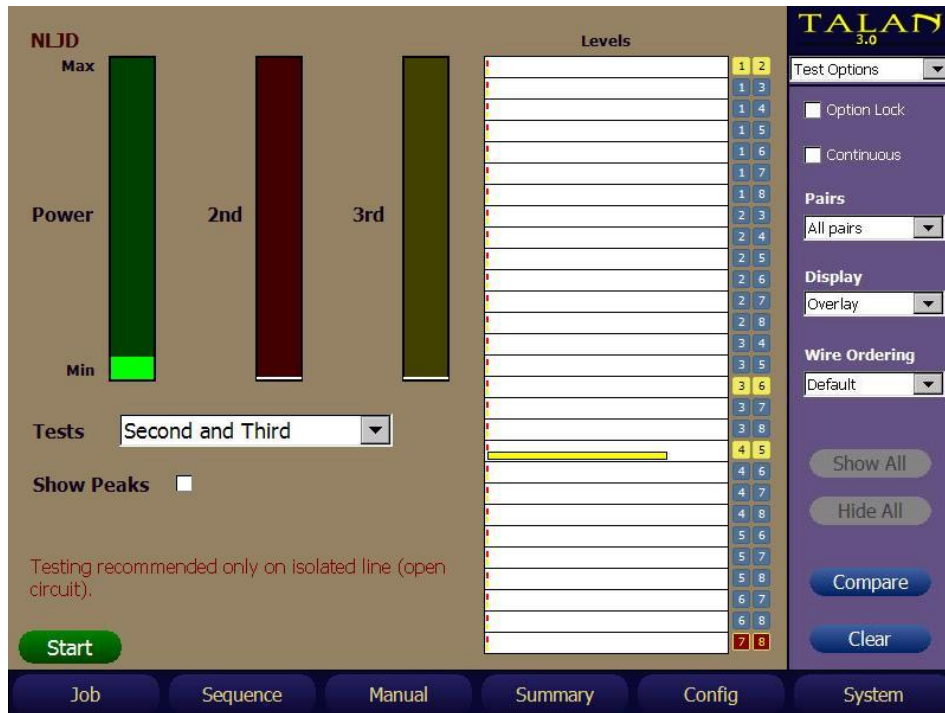 NLJD
Levels
TALAN
3.0
Max
Power
Min
2nd
3rd
1 2
1 3
1 4
1 5
1 6
1 7
1 8
2 3
2 4
2 5
2 6
2 7
2 8
3 4
3 5
3 6
3 7
3 8
4 5
4 6
4 7
4 8
5 6
5 7
5 8
6 7
6 8
7 8
Test Options
Option Lock
Continuous
Pairs
All pairs
Display
Overlay
Wire Ordering
Default
Show All
Hide All
Compare
Clear
Tests
Second and Third
Show Peaks
Testing recommended only on isolated line (open
circuit).
Start
Job
Sequence
Manual
Summary
Config
System